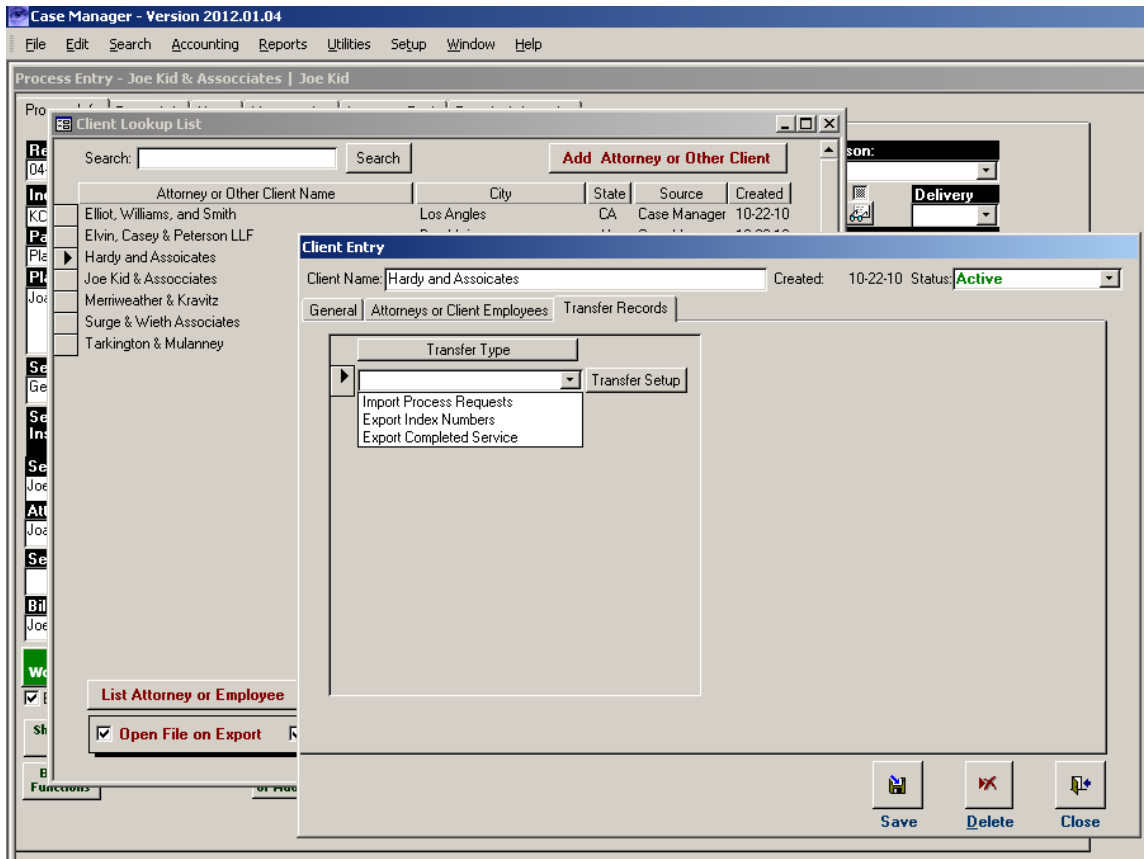 Case Manager - Version 2012.01.04
File Edit Search Accounting Reports Utilities Setup Window Help
Process Entry - Joe Kid & Assocciates | Joe Kid
Client Lookup List
Search: Search Add Attorney or Other Client
Attorney or Other Client Name City State Source Created
Elliot, Williams, and Smith Los Angles CA Case Manager 10-22-10
Elvin, Casey & Peterson LLF
Hardy and Assoicates
Joe Kid & Assocciates
Merriweather & Kravitz
Surge & Wieth Associates
Tarkington & Mulanney
Delivery
Client Entry
Client Name: Hardy and Assoicates Created: 10-22-10 Status: Active
General Attorneys or Client Employees Transfer Records
Transfer Type
Transfer Setup
Import Process Requests
Export Index Numbers
Export Completed Service
List Attorney or Employee
Open File on Export
Functions
Save Delete Close